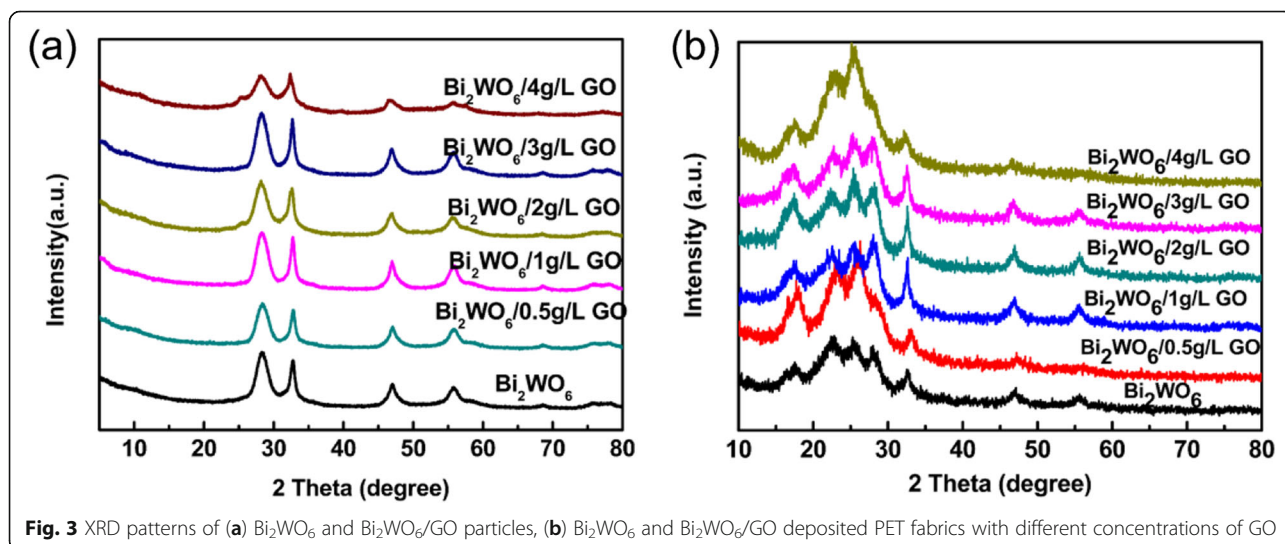 (a)
Bi₂WO₆/4g/L GO
Bi₂WO₆/3g/L GO
Bi₂WO₆/2g/L GO
Bi₂WO₆/1g/L GO
Bi₂WO₆/0.5g/L GO
Bi₂WO₆
Intensity(a.u.)
10 20 30 40 50 60 70 80
2 Theta (degree)
(b)
Bi₂WO₆/4g/L GO
Bi₂WO₆/3g/L GO
Bi₂WO₆/2g/L GO
Bi₂WO₆/1g/L GO
Bi₂WO₆/0.5g/L GO
Bi₂WO₆
Intensity (a.u.)
10 20 30 40 50 60 70 80
2 Theta (degree)
Fig. 3 XRD patterns of (a) Bi₂WO₆ and Bi₂WO₆/GO particles, (b) Bi₂WO₆ and Bi₂WO₆/GO deposited PET fabrics with different concentrations of GO